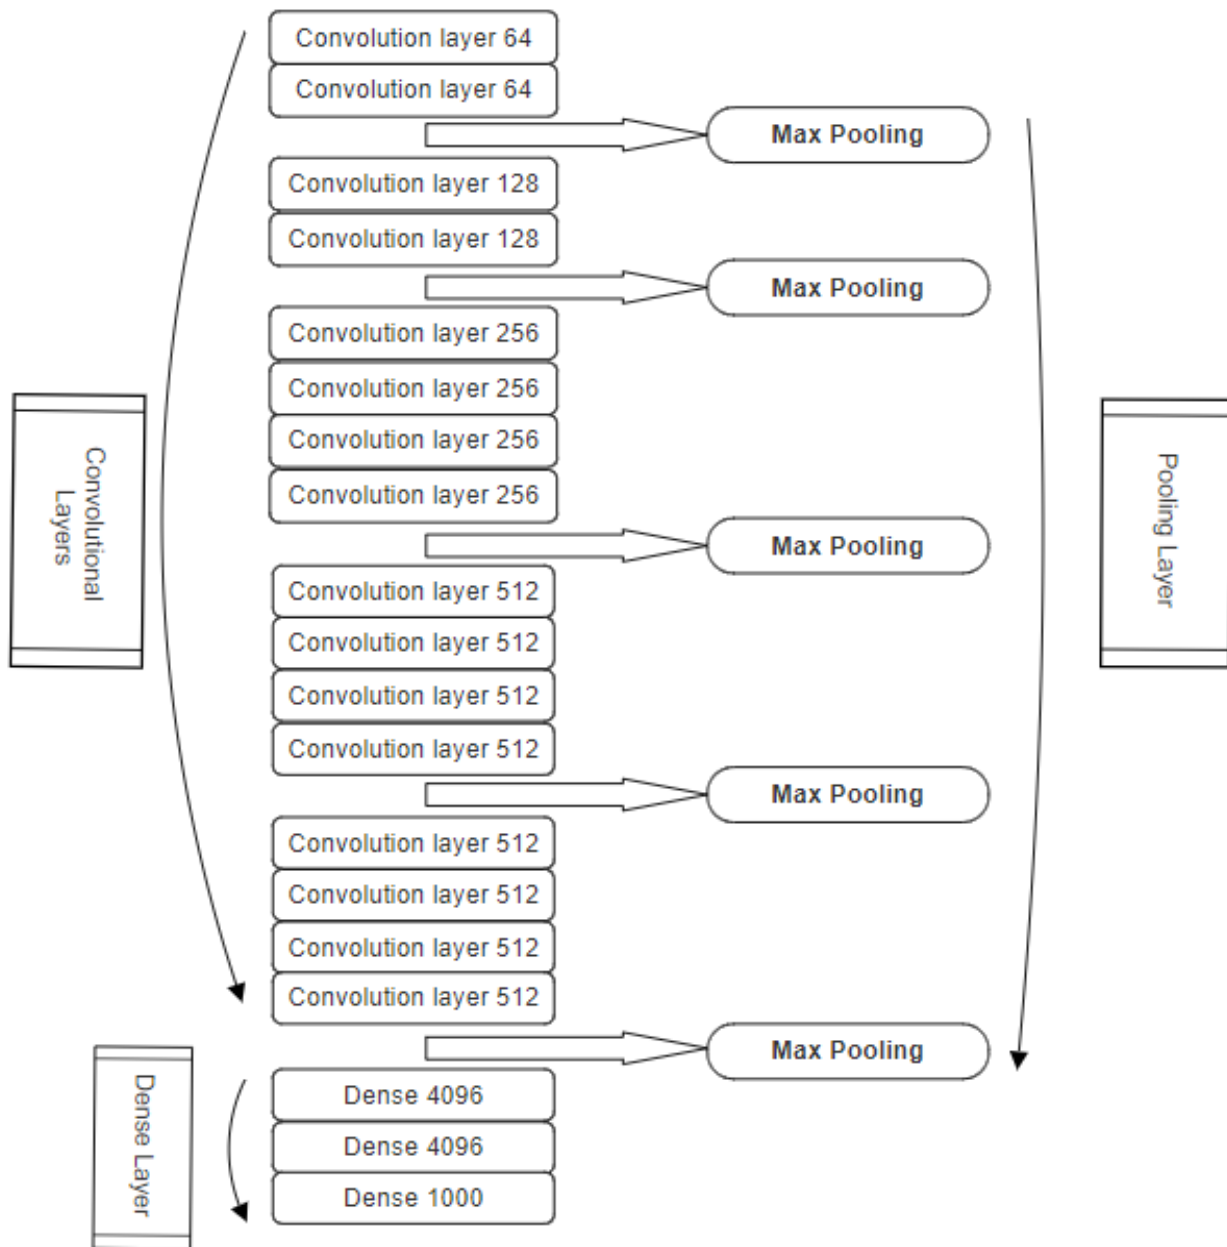 Convolution layer 64
Convolution layer 64
Max Pooling
Convolution layer 128
Convolution layer 128
Max Pooling
Convolution layer 256
Convolution layer 256
Convolution layer 256
Convolution layer 256
Max Pooling
Convolution layer 512
Convolution layer 512
Convolution layer 512
Convolution layer 512
Max Pooling
Convolution layer 512
Convolution layer 512
Convolution layer 512
Convolution layer 512
Max Pooling
Dense 4096
Dense 4096
Dense 1000
Convolutional
Layers
Dense Layer
Pooling Layer